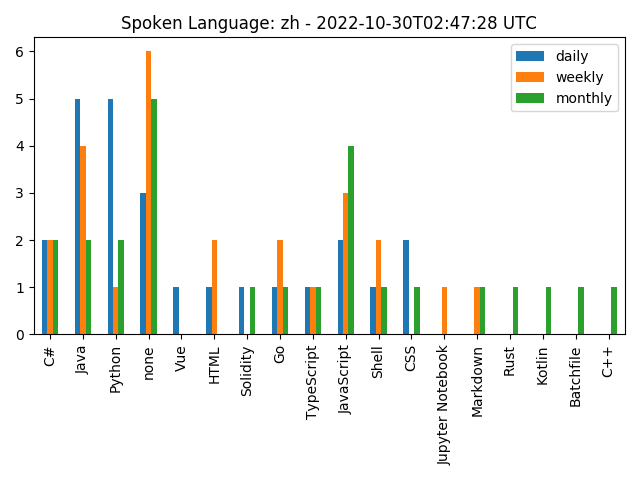 Spoken Language: zh - 2022-10-30T02:47:28 UTC
daily
weekly
monthly
6
5
4
3
2
1
0
C#
Java
Python
none
Vue
HTML
Solidity
Go
TypeScript
JavaScript
Shell
CSS
Jupyter Notebook
Markdown
Rust
Kotlin
Batchfile
C++